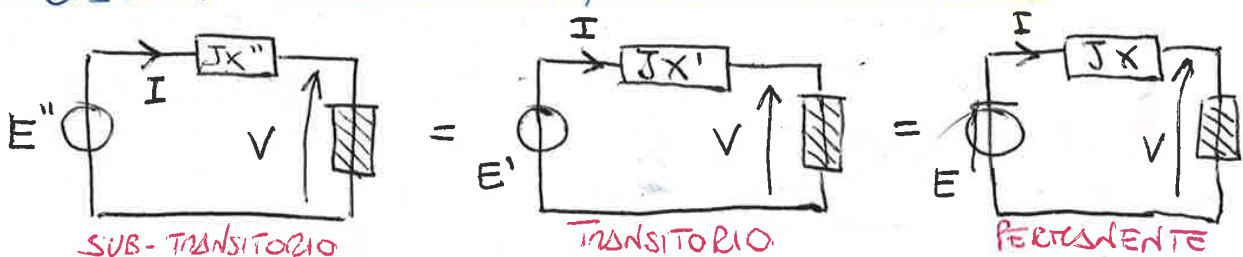 I I
JX" JX' JX
I
E" V = V = V
E' E
SUB-TRANSITORIO TRANSITORIO PERMANENTE